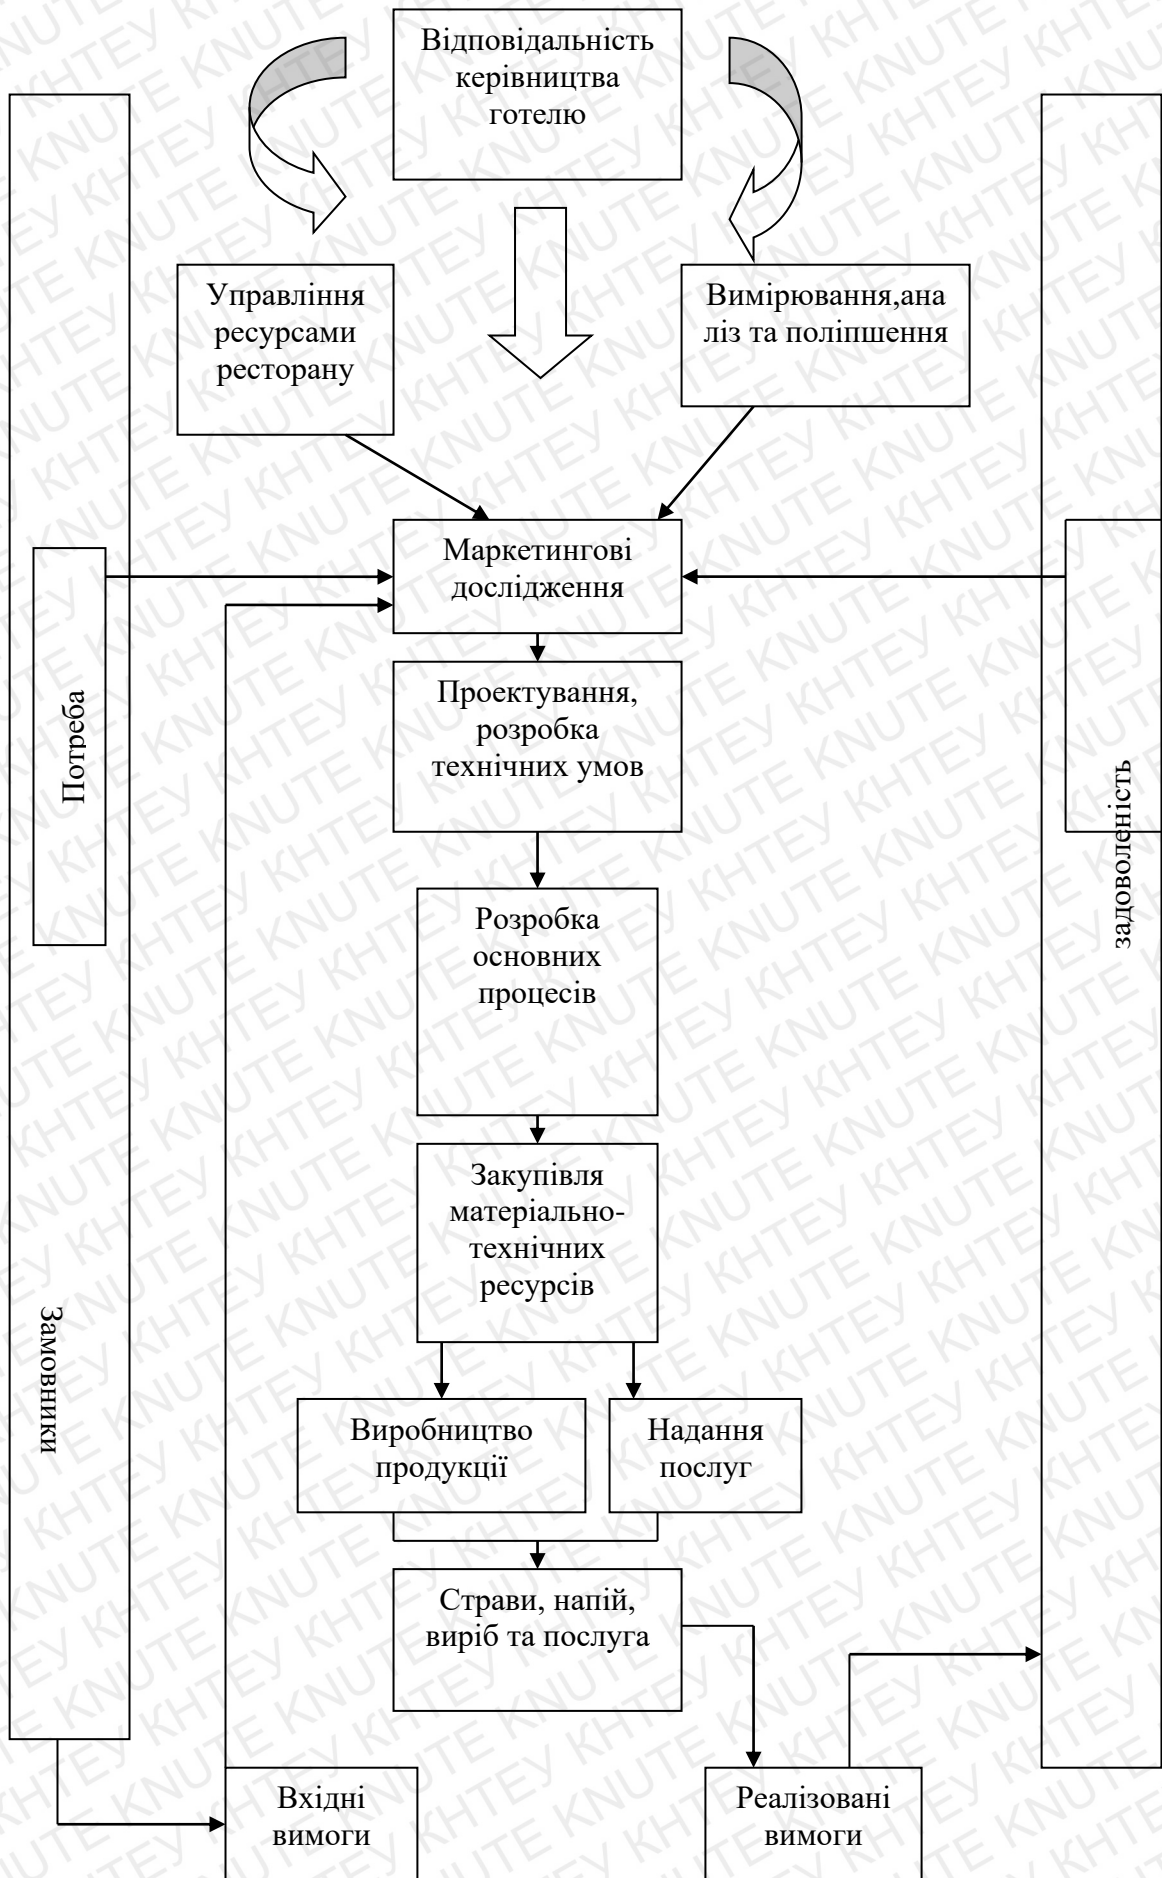 Відповідальність
керівництва
готелю
Управління
ресурсами
ресторану
Вимірювання,ана
ліз та поліпшення
Маркетингові
дослідження
Проектування,
розробка
технічних умов
Потреба
задоволеність
Розробка
основних
процесів
Закупівля
матеріально-
технічних
ресурсів
Замовники
Виробництво
продукції
Надання
послуг
Страви, напій,
виріб та послуга
Вхідні
вимоги
Реалізовані
вимоги
KNUTE КНТЕУ